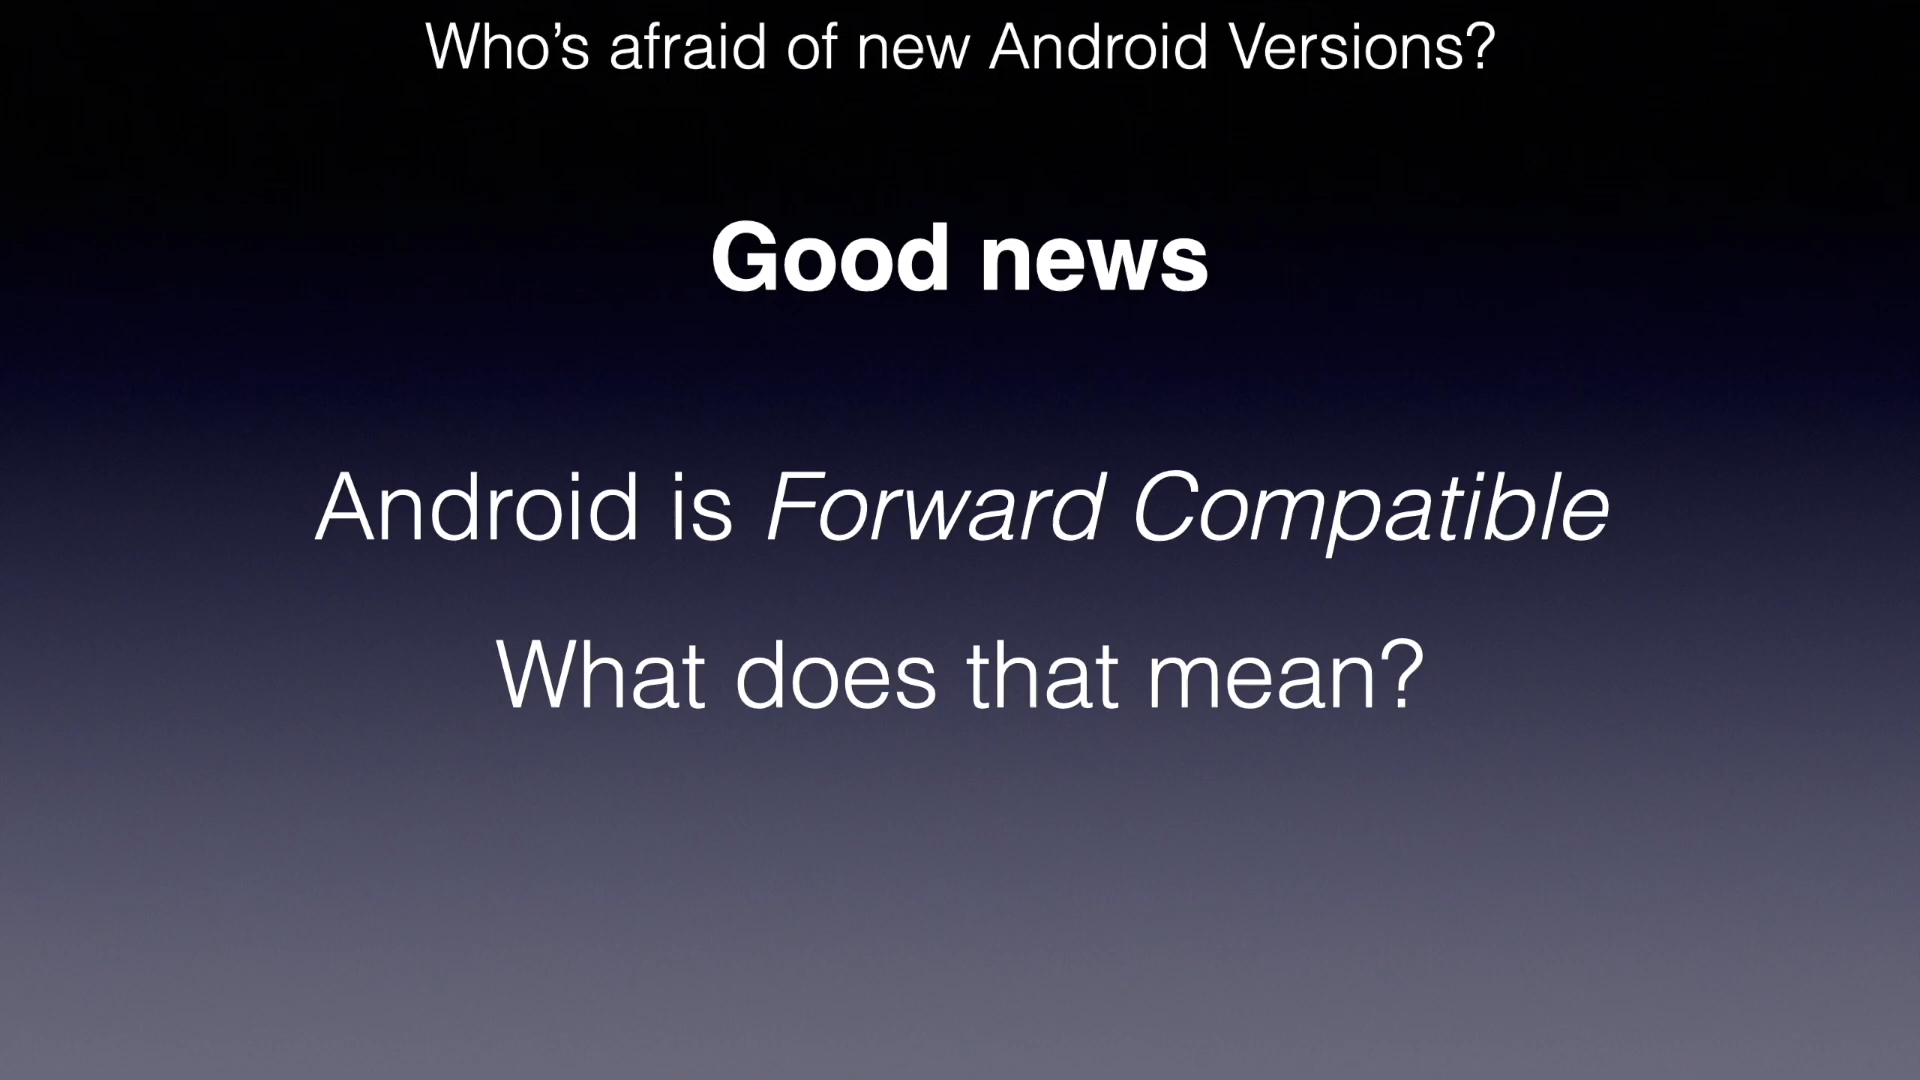 Who’s afraid of new Android Versions?
Good news
Android is Forward Compatible
What does that mean?